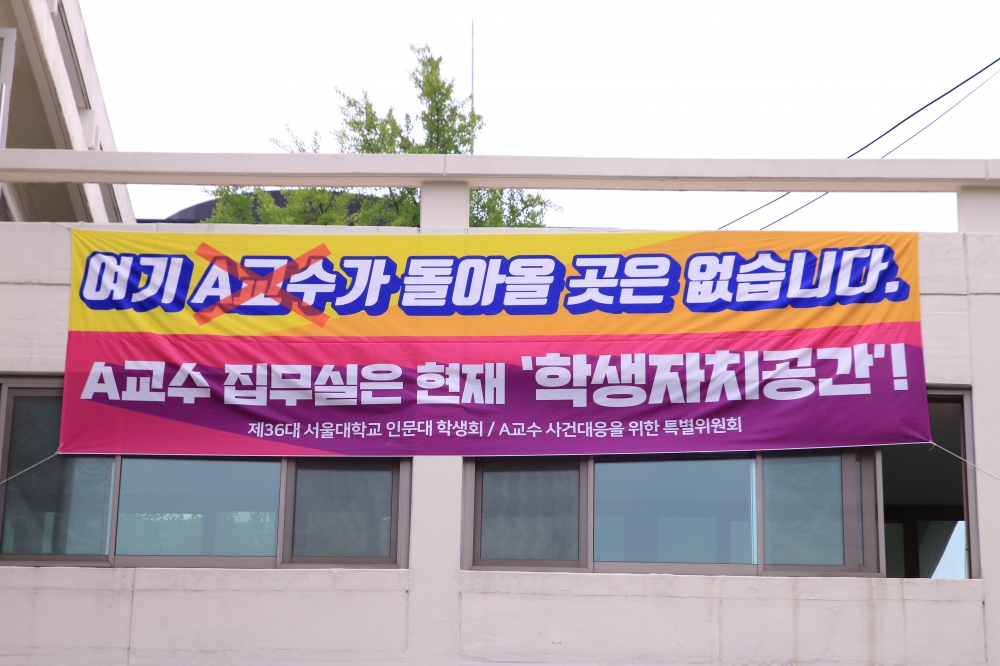 여기 A교수가 돌아올 곳은 없습니다.
A교수 집무실은 현재 '학생자치공간'!
제36대 서울대학교 인문대 학생회 / A교수 사건대응을 위한 특별위원회